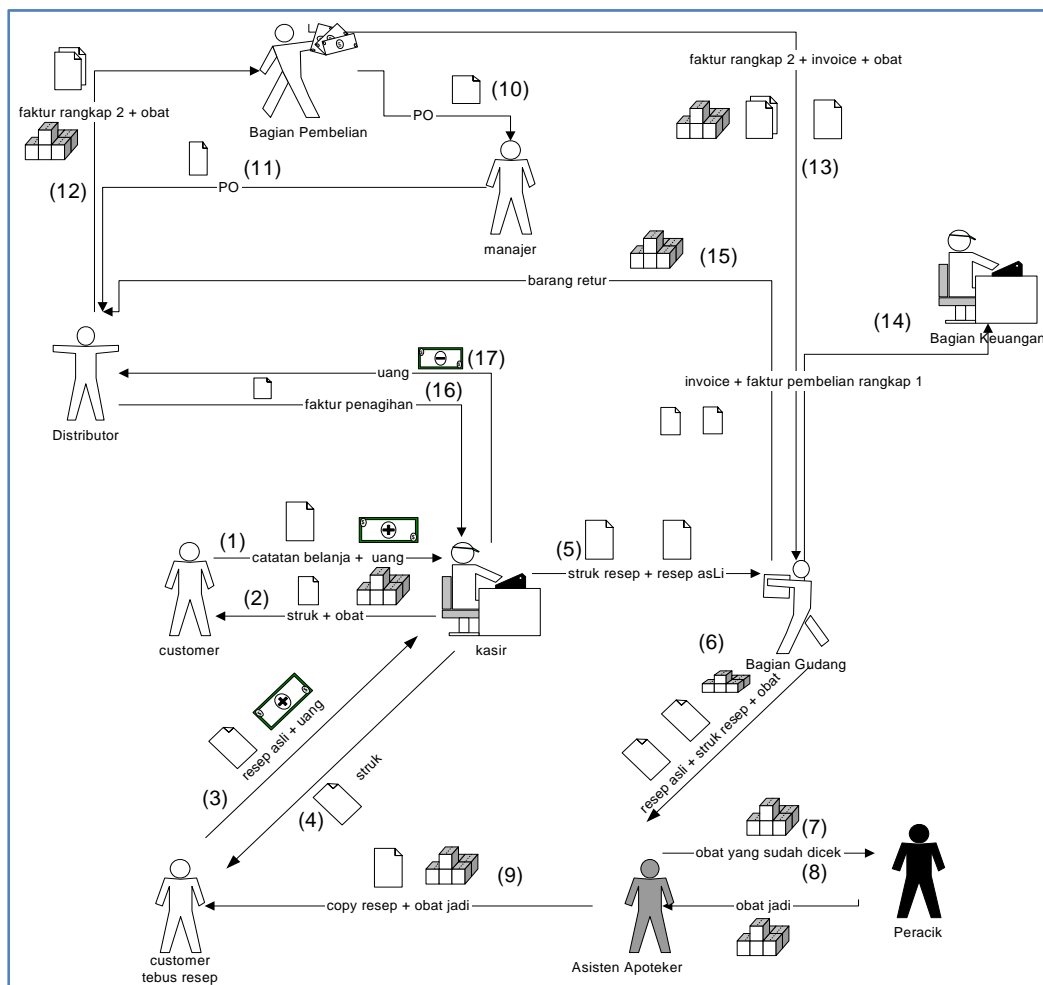 faktur rangkap 2 + invoice + obat
(10)
faktur rangkap 2 + obat
PO
Bagian Pembelian
(11)
(12)
PO
(13)
manajer
(15)
barang retur
(14)
Bagian Keuangan
(17)
uang
(16)
invoice + faktur pembelian rangkap 1
faktur penagihan
Distributor
(1)
catatan belanja + uang
(5)
struk resep + resep asLi
(2)
struk + obat
customer
kasir
(6)
Bagian Gudang
resep asli + uang
struk
resep asli + struk resep + obat
(3)
(4)
(7)
obat yang sudah dicek
(8)
(9)
copy resep + obat jadi
obat jadi
Peracik
customer
tebus resep
Asisten Apoteker